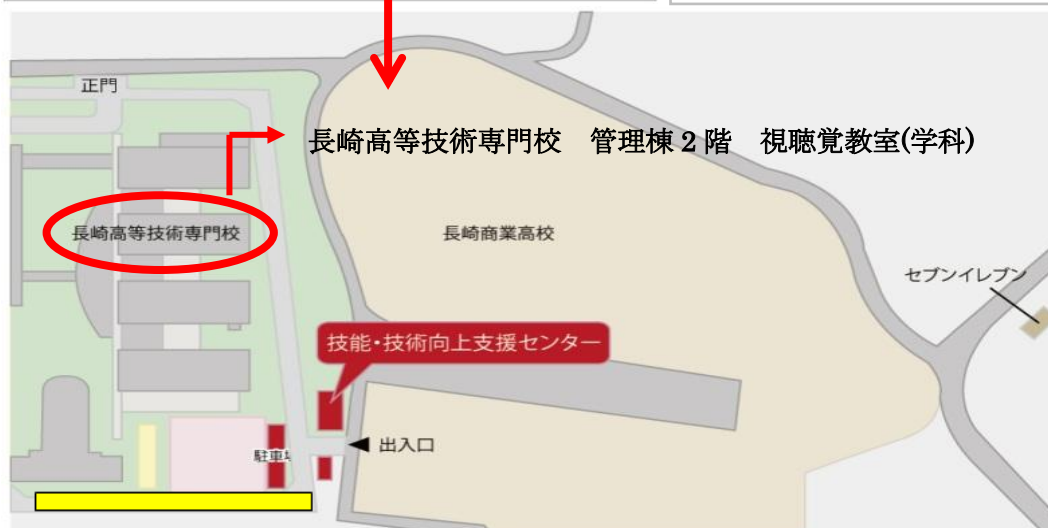 正門
長崎高等技術専門校　管理棟２階　視聴覚教室(学科)
長崎高等技術専門校
長崎商業高校
セブンイレブン
技能・技術向上支援センター
出入口
駐車